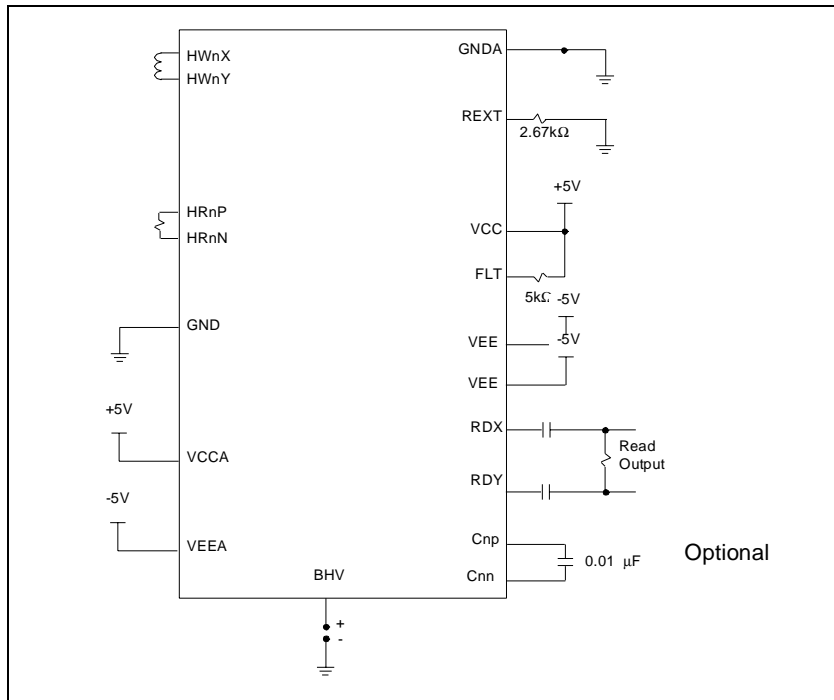 HWnX
HWnY
HRnP
HRnN
GND
+5V
VCCA
-5V
VEEA
BHV
+
-
GNDA
REXT
2.67kΩ
+5V
VCC
FLT
5kΩ
-5V
VEE
-5V
VEE
RDX
Read
Output
RDY
Cnp
0.01 µF
Optional
Cnn